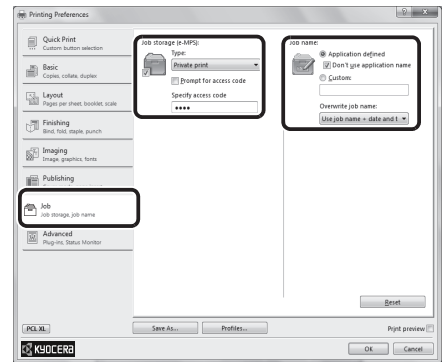 Printing Preferences
Quick Print
Custom button selection
Basic
Copies, collate, duplex
Layout
Pages per sheet, booklet, scale
Finishing
Bind, fold, staple, punch
Imaging
Image, graphics, fonts
Publishing
Job
Job storage, job name
Advanced
Plug-ins, Status Monitor
Job storage (e-MPS):
Type:
Private print
Prompt for access code
Specify access code
••••
Job name:
Application defined
Don't use application name
Custom:
Overwrite job name:
Use job name + date and t
Reset
PCL XL
Save As...
Profiles...
Print preview
KYOCERA
OK
Cancel